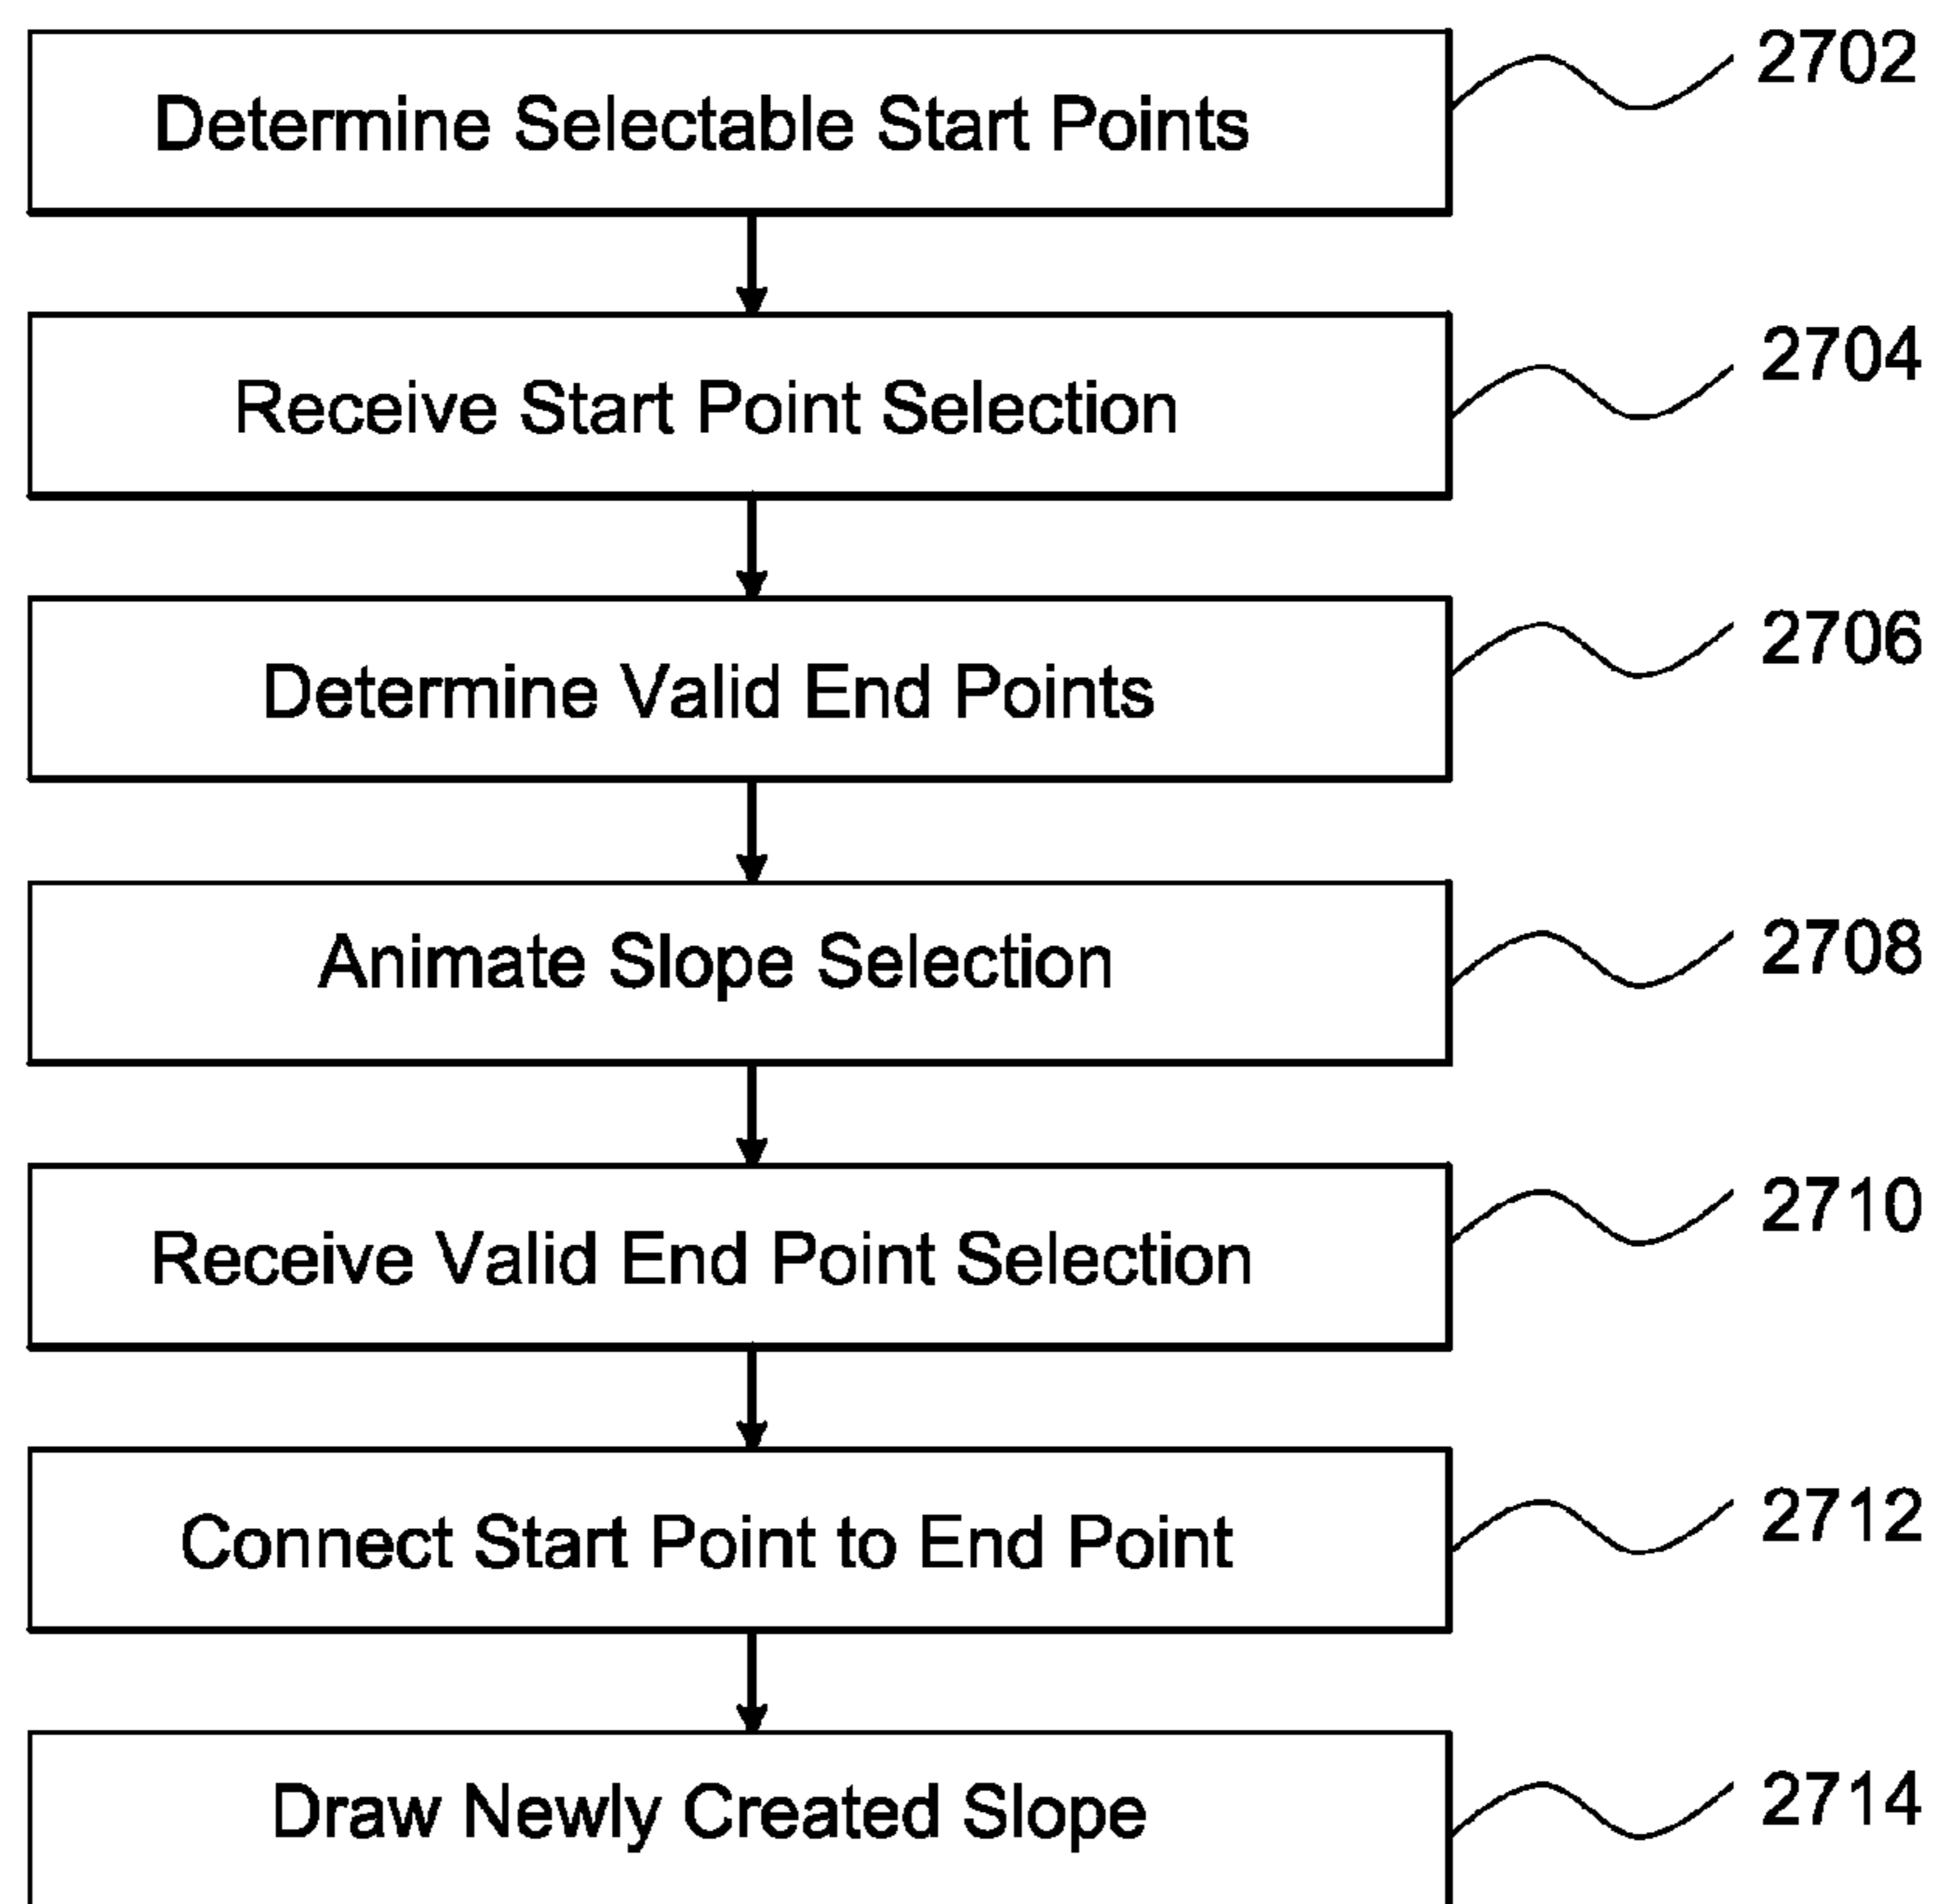 Determine Selectable Start Points
2702
Receive Start Point Selection
2704
Determine Valid End Points
2706
Animate Slope Selection
2708
Receive Valid End Point Selection
2710
Connect Start Point to End Point
2712
Draw Newly Created Slope
2714